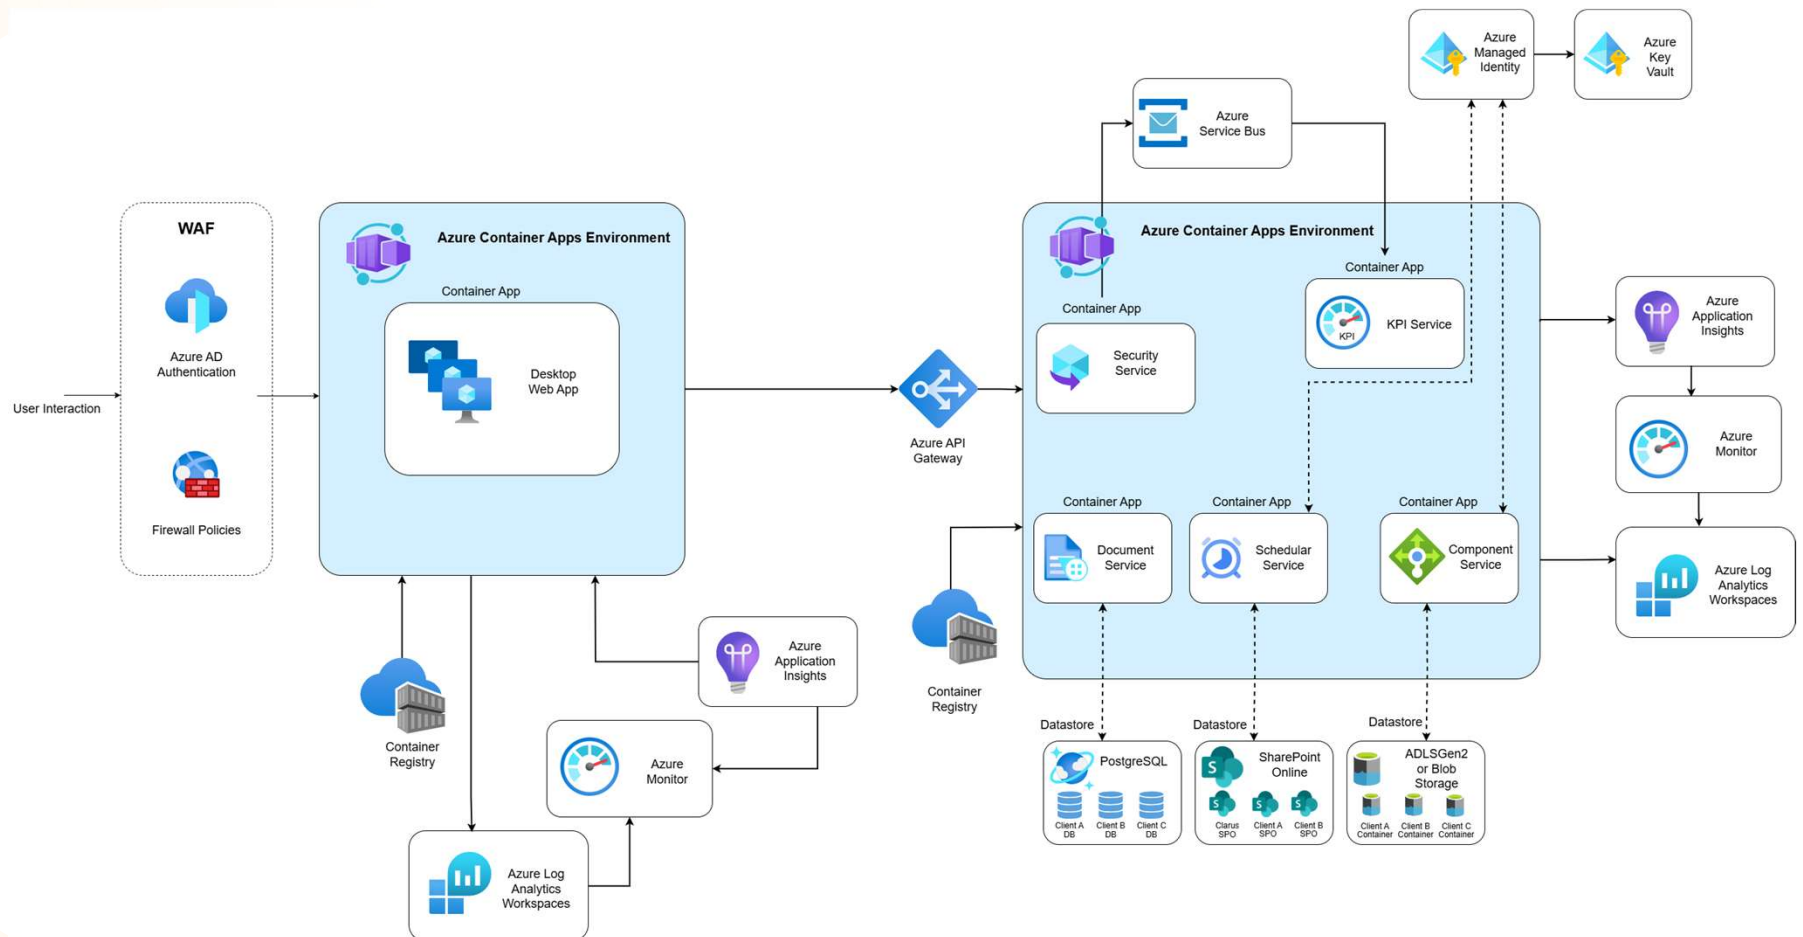 User Interaction
WAF
Azure AD
Authentication
Firewall Policies
Azure Container Apps Environment
Container App
Desktop
Web App
Container
Registry
Azure Log
Analytics
Workspaces
Azure
Monitor
Azure
Application
Insights
Azure API
Gateway
Container
Registry
Azure
Service Bus
Azure Container Apps Environment
Container App
Security
Service
Container App
KPI
KPI Service
Container App
Document
Service
Container App
Schedular
Service
Container App
Component
Service
Azure
Managed
Identity
Azure
Key
Vault
Azure
Application
Insights
Azure
Monitor
Azure Log
Analytics
Workspaces
Datastore
PostgreSQL
Client A
DB
Client B
DB
Client C
DB
Datastore
SharePoint
Online
Clarus
SPO
Client A
SPO
Client B
SPO
Datastore
ADLSGen2
or Blob
Storage
Client A
Container
Client B
Container
Client C
Container